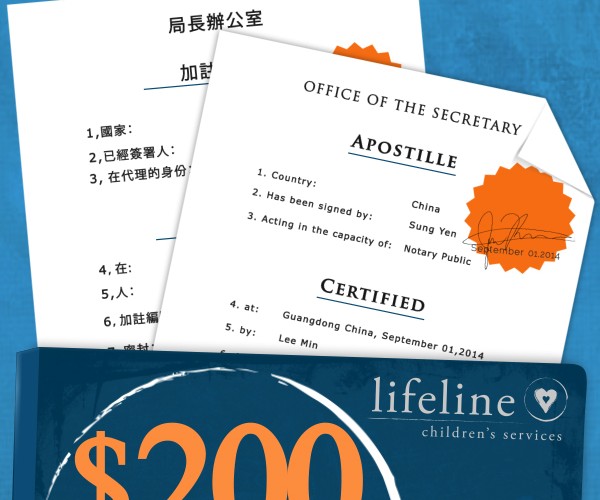 局長辦公室
加註
1,國家:
2,已經簽署人:
3, 在代理的身份:
4, 在:
5,人:
6, 加註編
OFFICE OF THE SECRETARY
APOSTILLE
1. Country: China
2. Has been signed by: Sung Yen
3. Acting in the capacity of: Notary Public
September 01,2014
CERTIFIED
4. at: Guangdong China, September 01,2014
5. by: Lee Min
lifeline
children's services
$200